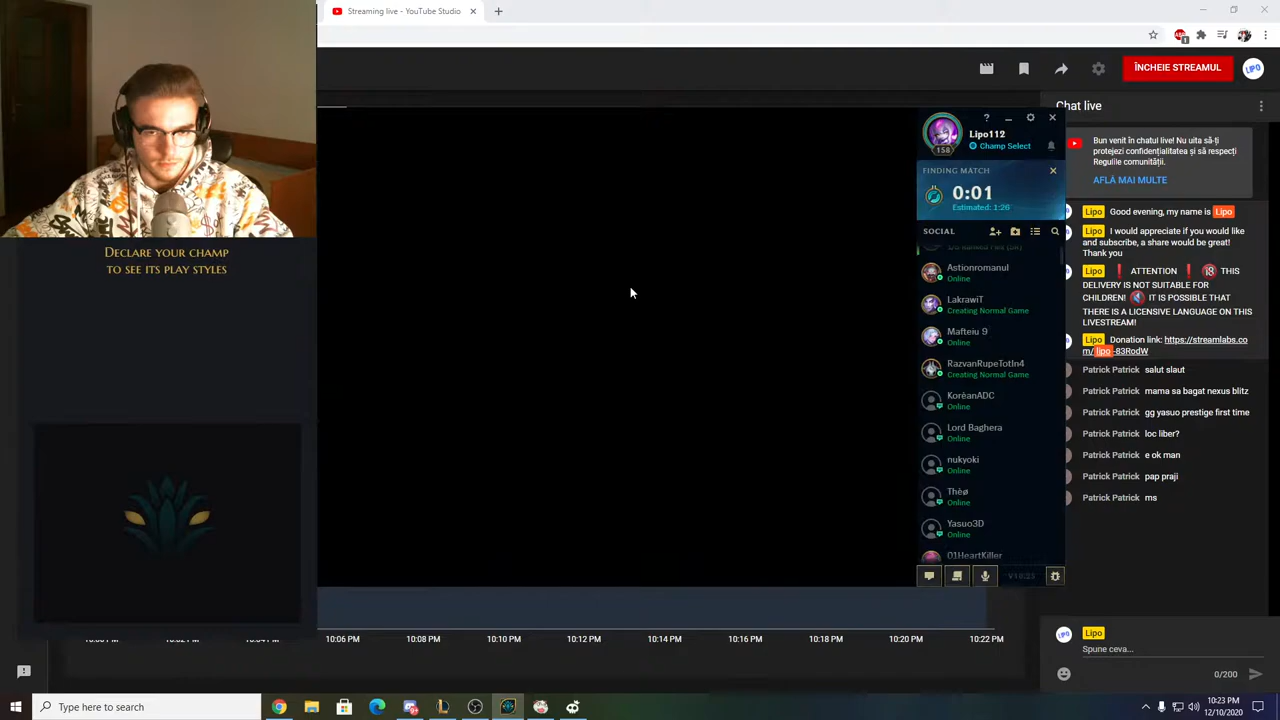 Streaming live - YouTube Studio
ÎNCHEIE STREAMUL
LIPO
Chat live
Bun venit în chatul live! Nu uita să-ți
protejezi confidențialitatea și să respecți
Regulile comunității.
AFLĂ MAI MULTE
Lipo Good evening, my name is Lipo
Lipo I would appreciate if you would like
and subscribe, a share would be great!
Thank you
Lipo ❗ ATTENTION ❗ 🔞 THIS
DELIVERY IS NOT SUITABLE FOR
CHILDREN! 🔇 IT IS POSSIBLE THAT
THERE IS A LICENSIVE LANGUAGE ON THIS
LIVESTREAM!
Lipo Donation link: https://streamlabs.co
m/lipo-83RodW
Patrick Patrick salut slaut
Patrick Patrick mama sa bagat nexus blitz
Patrick Patrick gg yasuo prestige first time
Patrick Patrick loc liber?
Patrick Patrick e ok man
Patrick Patrick pap praji
Patrick Patrick ms
Lipo
Spune ceva...
0/200
Lipo112
158
Champ Select
FINDING MATCH
0:01
Estimated: 1:26
SOCIAL
Astionromanul
Online
LakrawiT
Creating Normal Game
Mafteiu 9
Online
RazvanRupeTotIn4
Creating Normal Game
KorèanADC
Online
Lord Baghera
Online
nukyoki
Online
Thèø
Online
Yasuo3D
Online
01HeartKiller
V10.25
DECLARE YOUR CHAMP
TO SEE ITS PLAY STYLES
10:06 PM 10:08 PM 10:10 PM 10:12 PM 10:14 PM 10:16 PM 10:18 PM 10:20 PM 10:22 PM
Type here to search
10:23 PM
12/10/2020